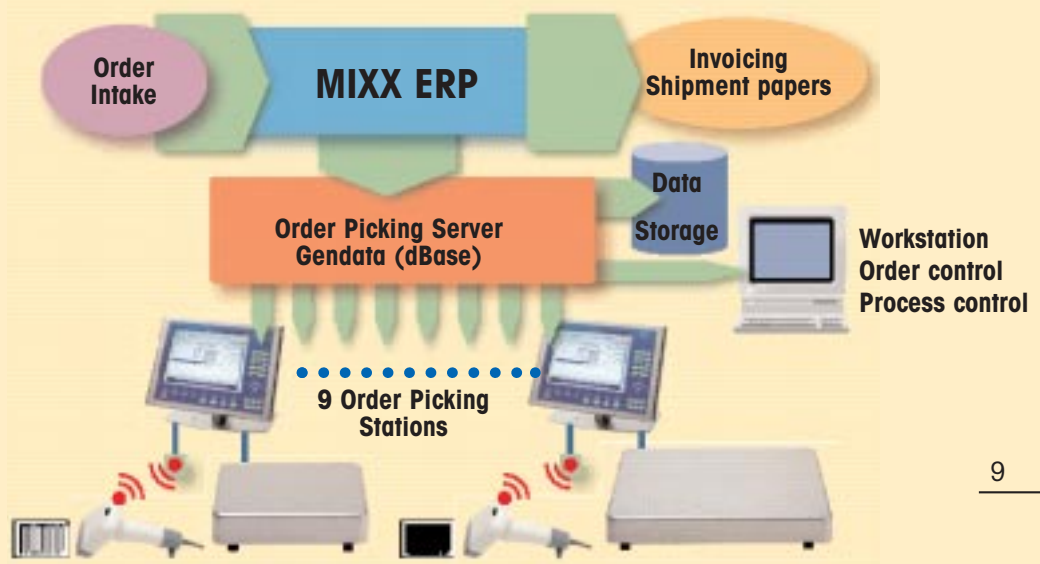 Order
Intake
MIXX ERP
Invoicing
Shipment papers
Order Picking Server
Gendata (dBase)
Data
Storage
Workstation
Order control
Process control
9 Order Picking
Stations
9